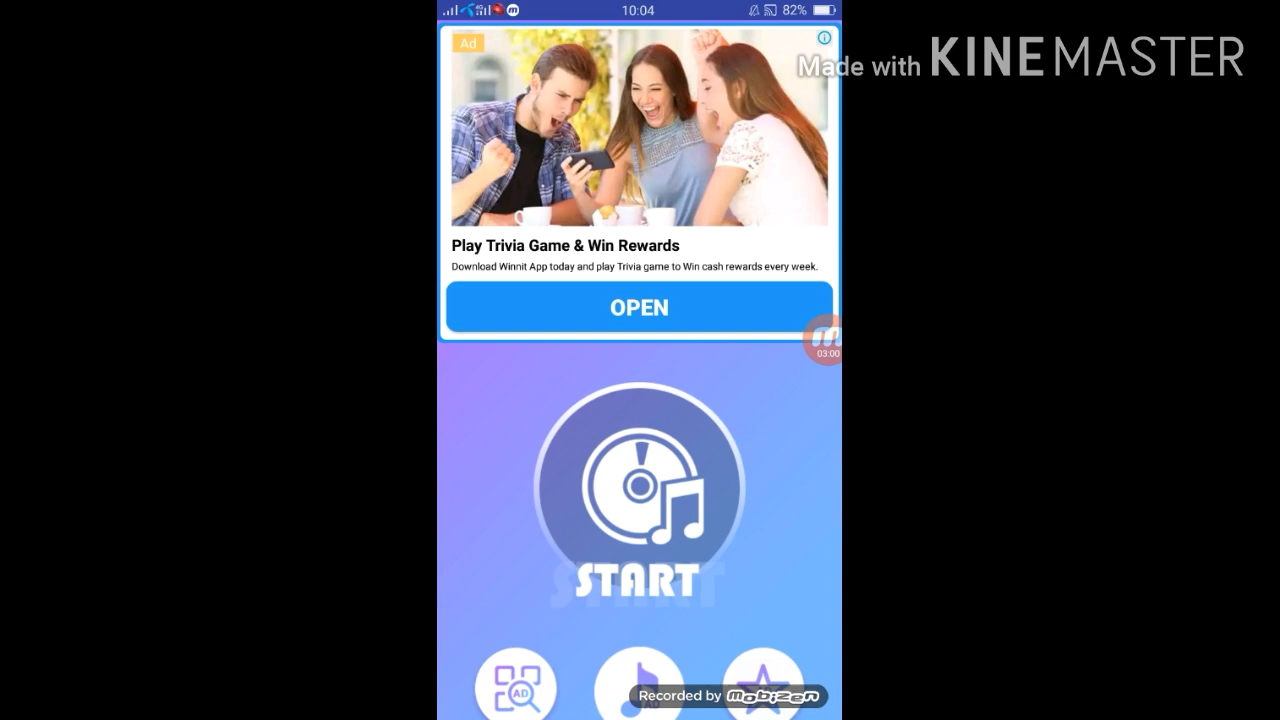 10:04
82%
Ad
Made with KINEMASTER
Play Trivia Game & Win Rewards
Download Winnit App today and play Trivia game to Win cash rewards every week.
OPEN
03:00
START
AD
Recorded by mobizen